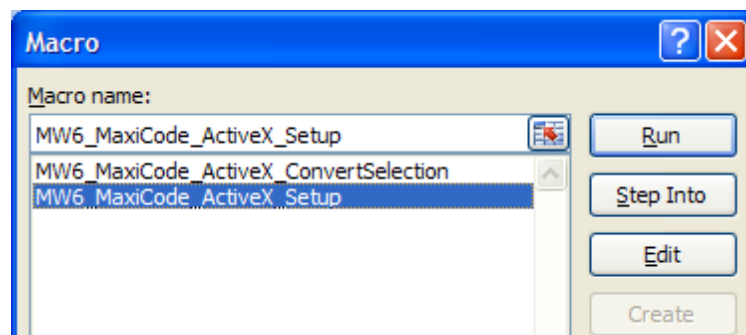 Macro
Macro name:
MW6_MaxiCode_ActiveX_Setup
Run
MW6_MaxiCode_ActiveX_ConvertSelection
MW6_MaxiCode_ActiveX_Setup
Step Into
Edit
Create